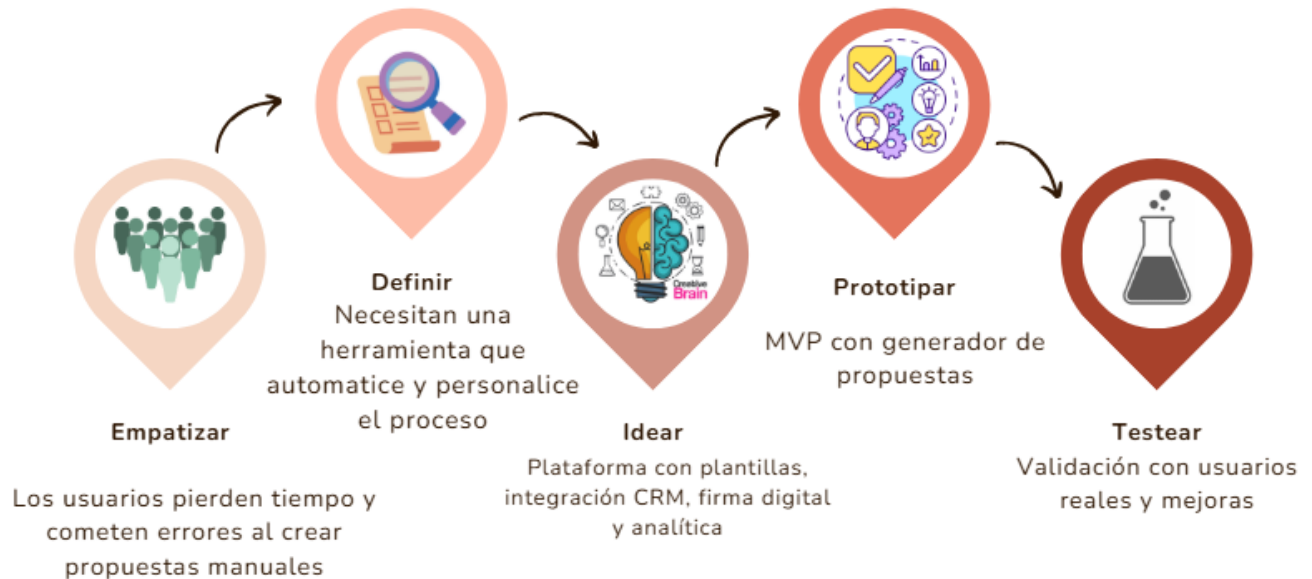 Empatizar
Los usuarios pierden tiempo y
cometen errores al crear
propuestas manuales
Definir
Necesitan una
herramienta que
automatice y personalice
el proceso
Creative
Brain
Idear
Plataforma con plantillas,
integración CRM, firma digital
y analítica
Prototipar
MVP con generador de
propuestas
Testear
Validación con usuarios
reales y mejoras